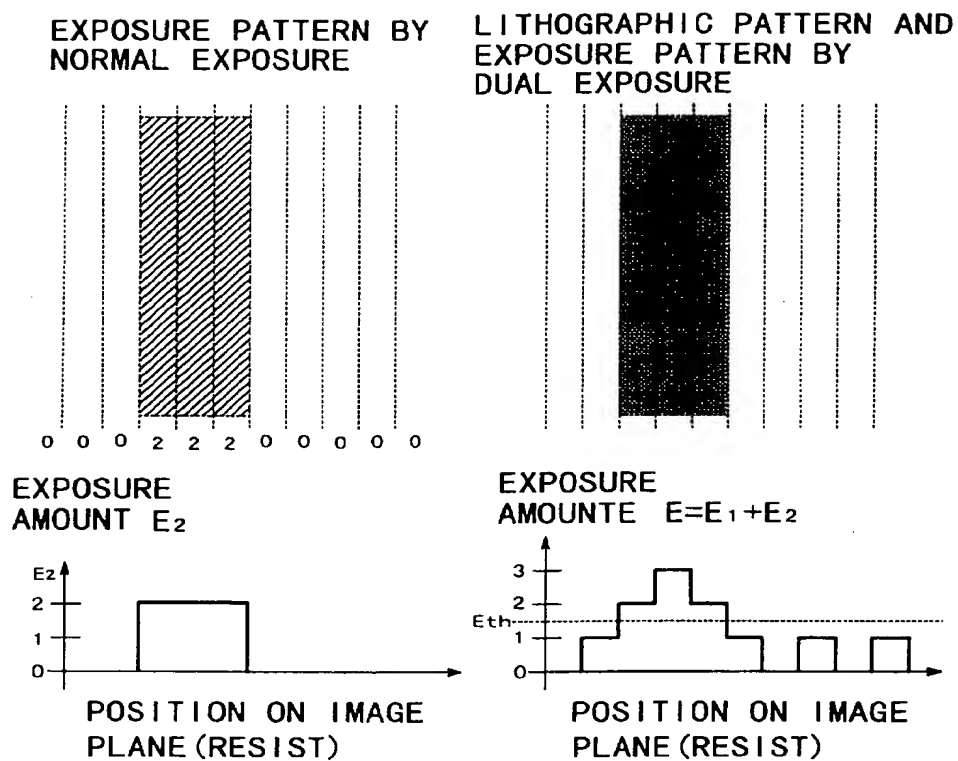 EXPOSURE PATTERN BY
NORMAL EXPOSURE
LITHOGRAPHIC PATTERN AND
EXPOSURE PATTERN BY
DUAL EXPOSURE
0 0 0 2 2 2 0 0 0 0 0
EXPOSURE
AMOUNT E2
E2
2
1
0
POSITION ON IMAGE
PLANE (RESIST)
EXPOSURE
AMOUNTE E=E1+E2
3
2
Eth
1
0
POSITION ON IMAGE
PLANE (RESIST)